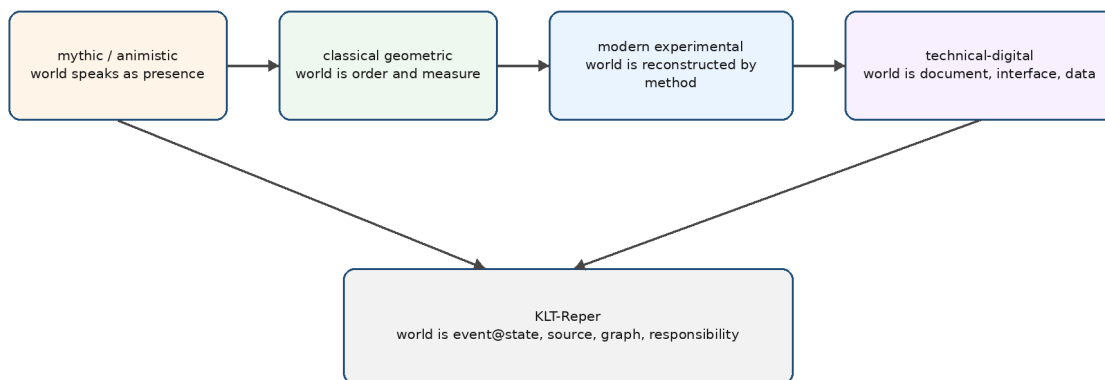 mythic / animistic
world speaks as presence
classical geometric
world is order and measure
modern experimental
world is reconstructed by
method
technical-digital
world is document, interface, data
KLT-Reper
world is event@state, source, graph, responsibility